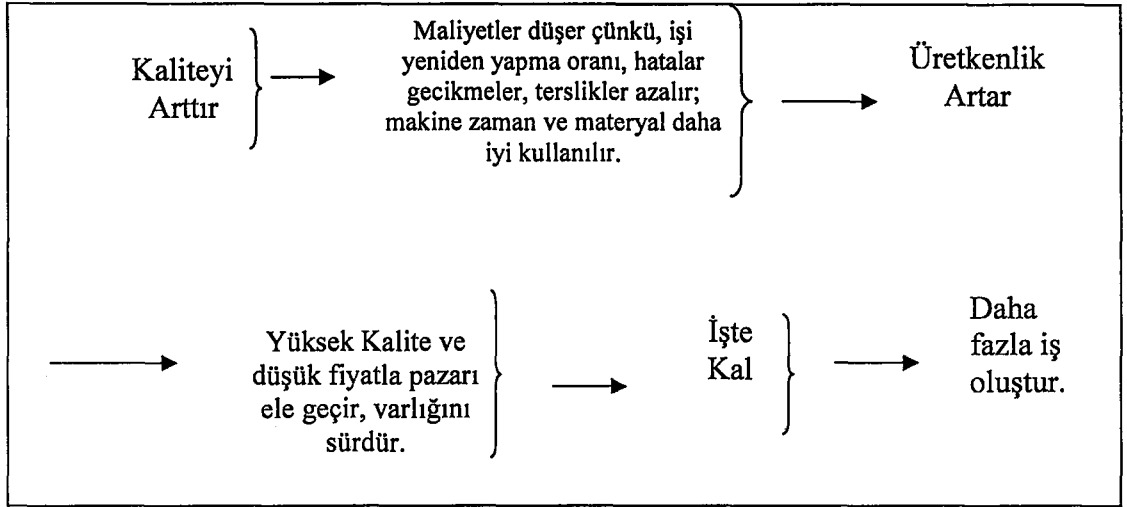 Kaliteyi
Arttır
Maliyetler düşer çünkü, işi
yeniden yapma oranı, hatalar
gecikmeler, terslikler azalır;
makine zaman ve materyal daha
iyi kullanılır.
Üretkenlik
Artar
Yüksek Kalite ve
düşük fiyatla pazarı
ele geçir, varlığını
sürdür.
İşte
Kal
Daha
fazla iş
oluştur.